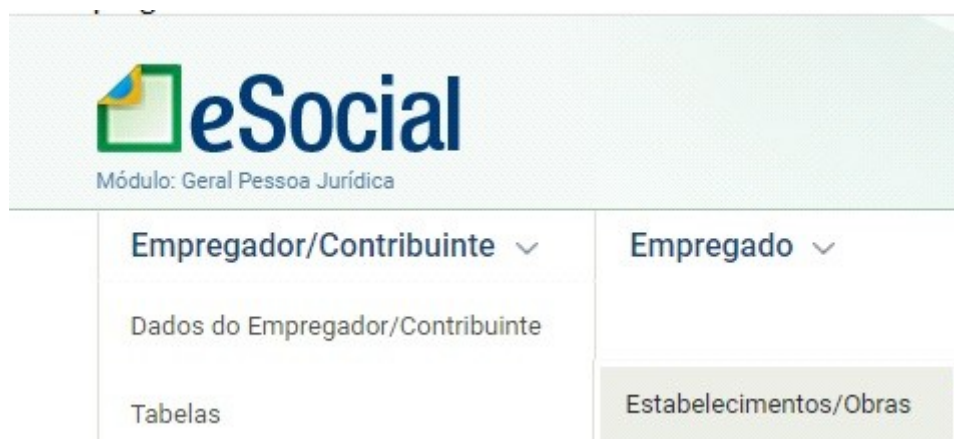 eSocial
Módulo: Geral Pessoa Jurídica
Empregador/Contribuinte
Empregado
Dados do Empregador/Contribuinte
Tabelas
Estabelecimentos/Obras